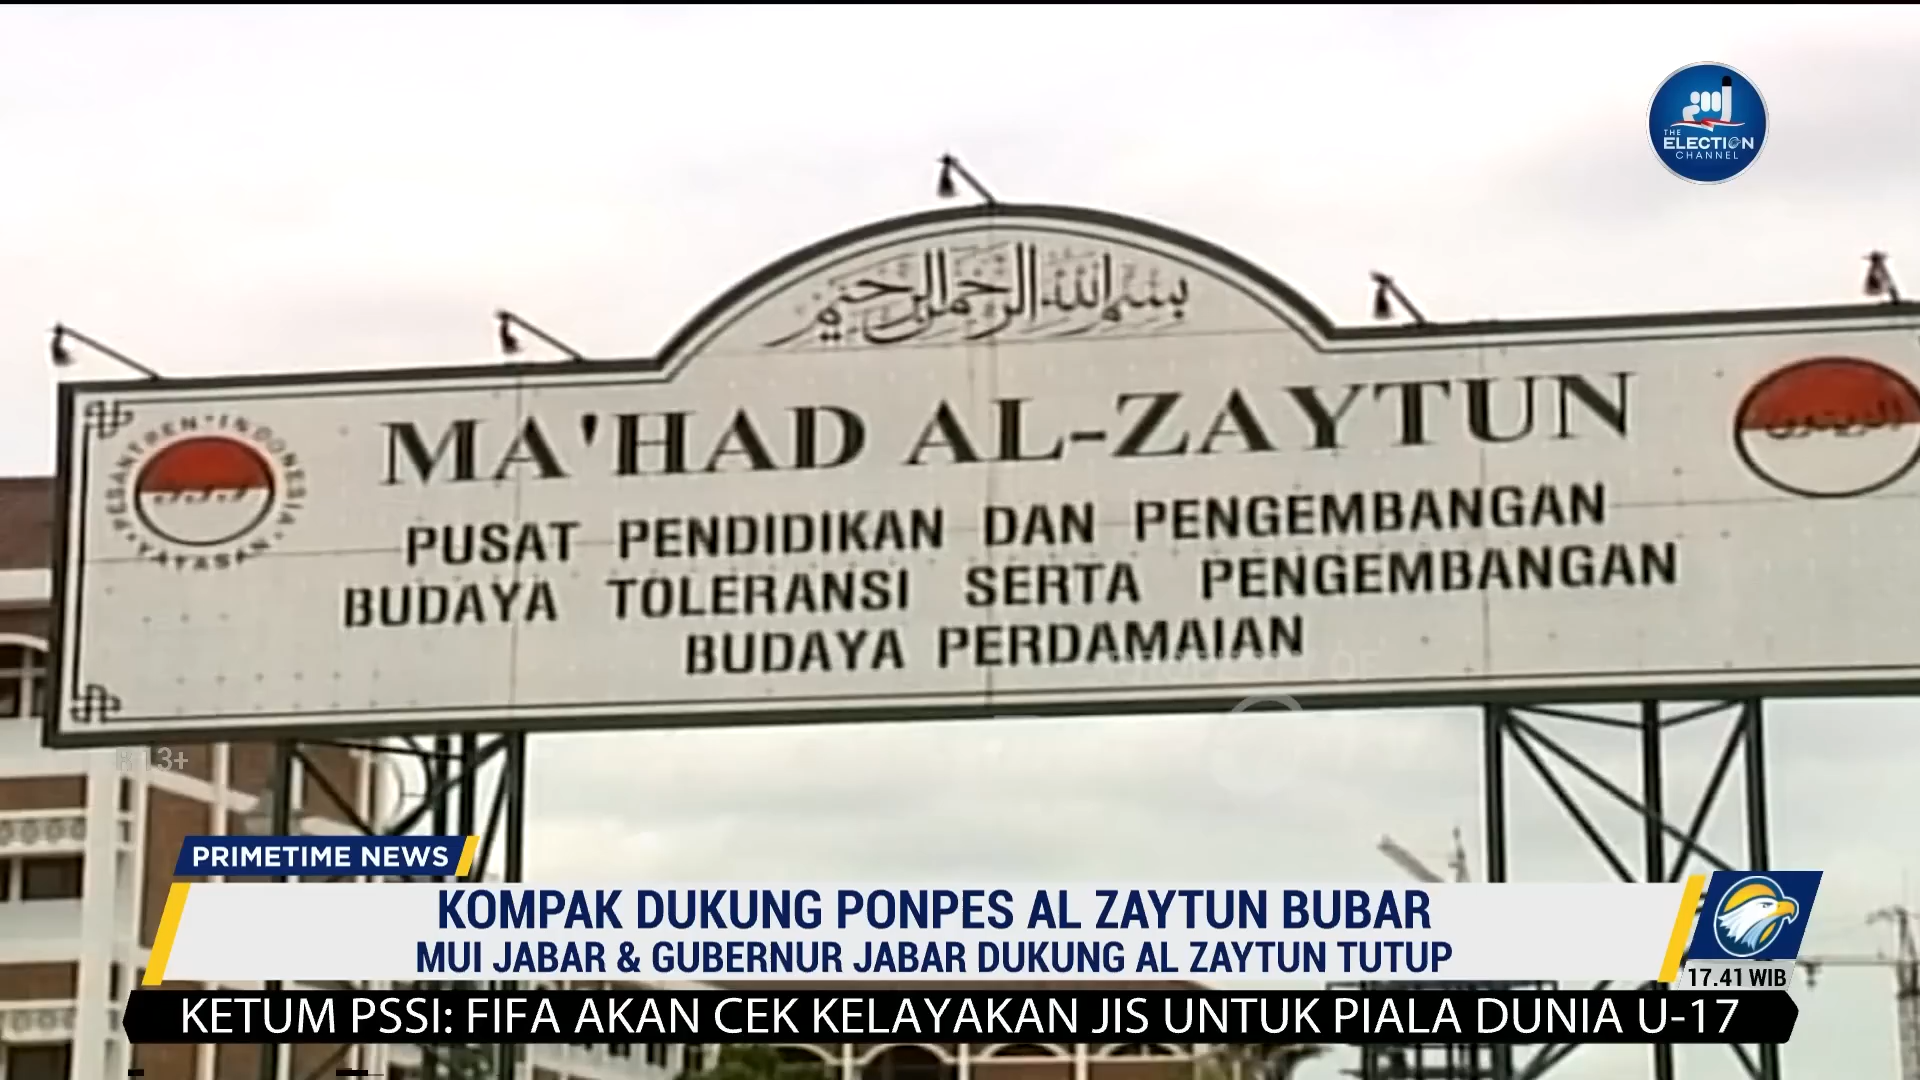 THE
ELECTION
CHANNEL
بسم الله الرحمن الرحيم
MA'HAD AL-ZAYTUN
YAYASAN PESANTREN INDONESIA
الزيتون
PUSAT PENDIDIKAN DAN PENGEMBANGAN
BUDAYA TOLERANSI SERTA PENGEMBANGAN
BUDAYA PERDAMAIAN
R 13+
PRIMETIME NEWS
KOMPAK DUKUNG PONPES AL ZAYTUN BUBAR
MUI JABAR & GUBERNUR JABAR DUKUNG AL ZAYTUN TUTUP
17.41 WIB
KETUM PSSI: FIFA AKAN CEK KELAYAKAN JIS UNTUK PIALA DUNIA U-17